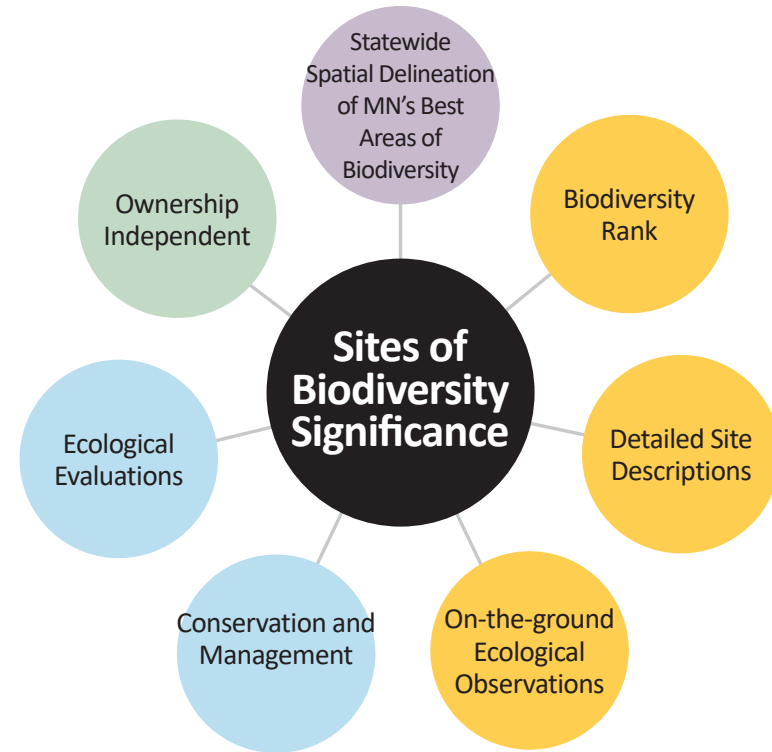 Statewide
Spatial Delineation
of MN's Best
Areas of
Biodiversity
Biodiversity
Rank
Detailed Site
Descriptions
On-the-ground
Ecological
Observations
Conservation and
Management
Ecological
Evaluations
Ownership
Independent
Sites of
Biodiversity
Significance